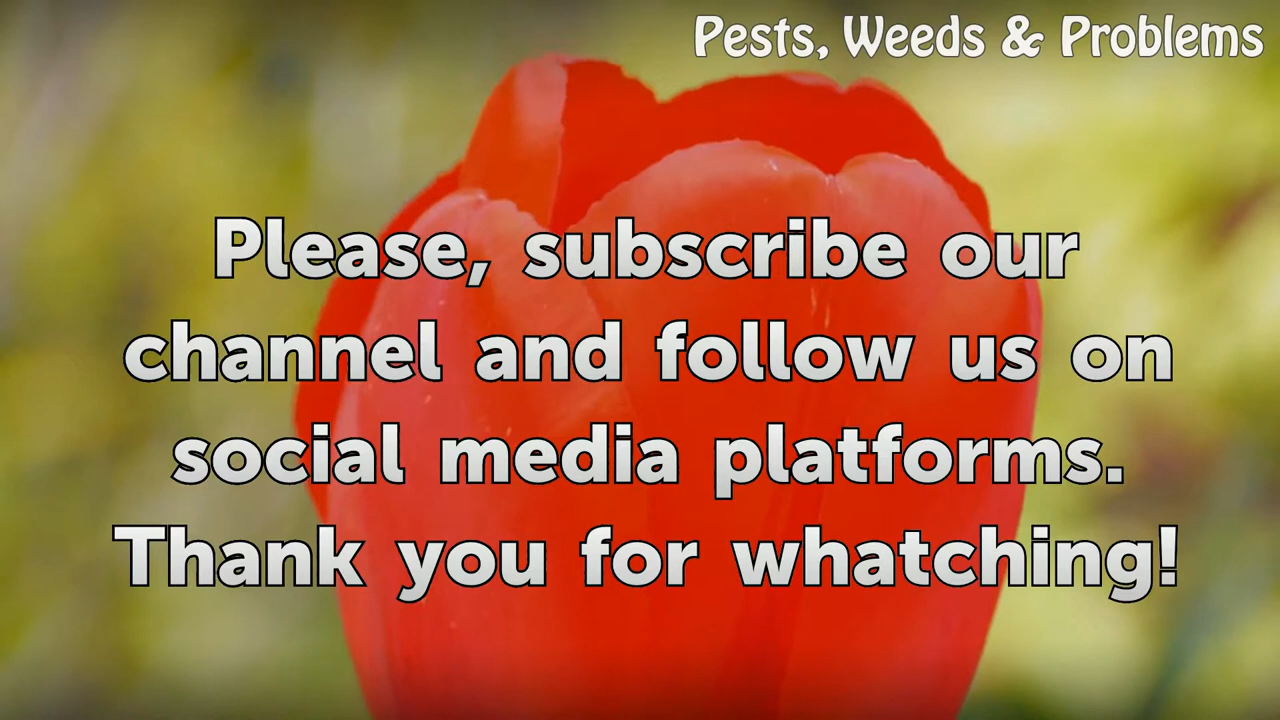 Pests, Weeds & Problems
Please, subscribe our
channel and follow us on
social media platforms.
Thank you for whatching!